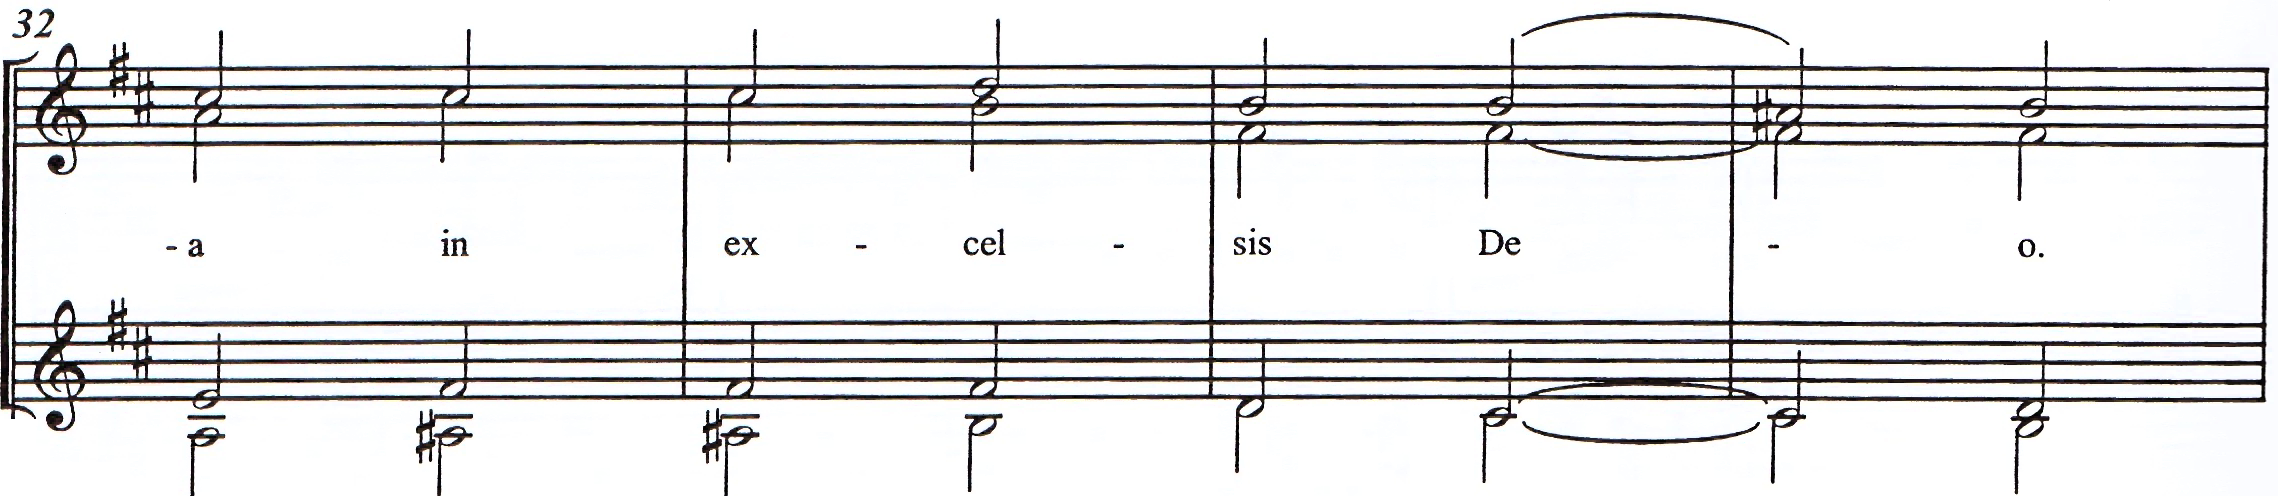 32
- a in ex - cel - sis De - o.